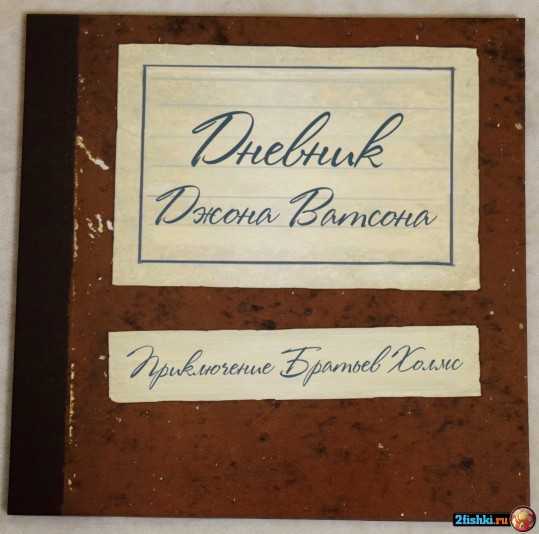 Дневник
Джона Ватсона
Приключение Братьев Холмс
2fishki.ru